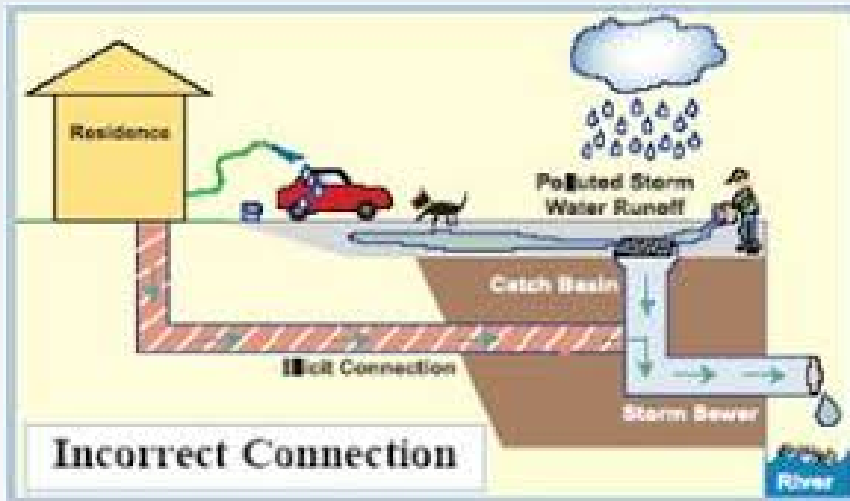 Residence
Polluted Storm
Water Runoff
Catch Basin
Illicit Connection
Storm Sewer
Incorrect Connection
River